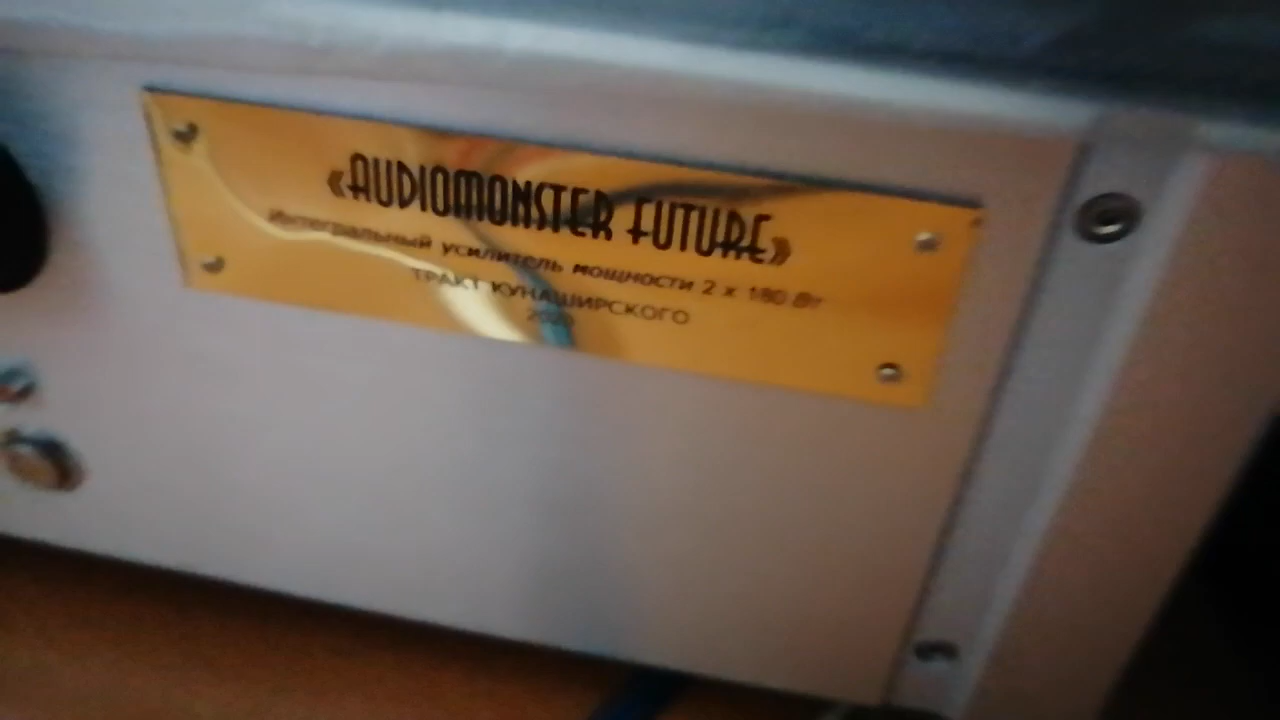 «AUDIOMONSTER FUTURE»
Интегральный усилитель мощности 2 x 180 Вт
ТРАКТ КУНАШИРСКОГО